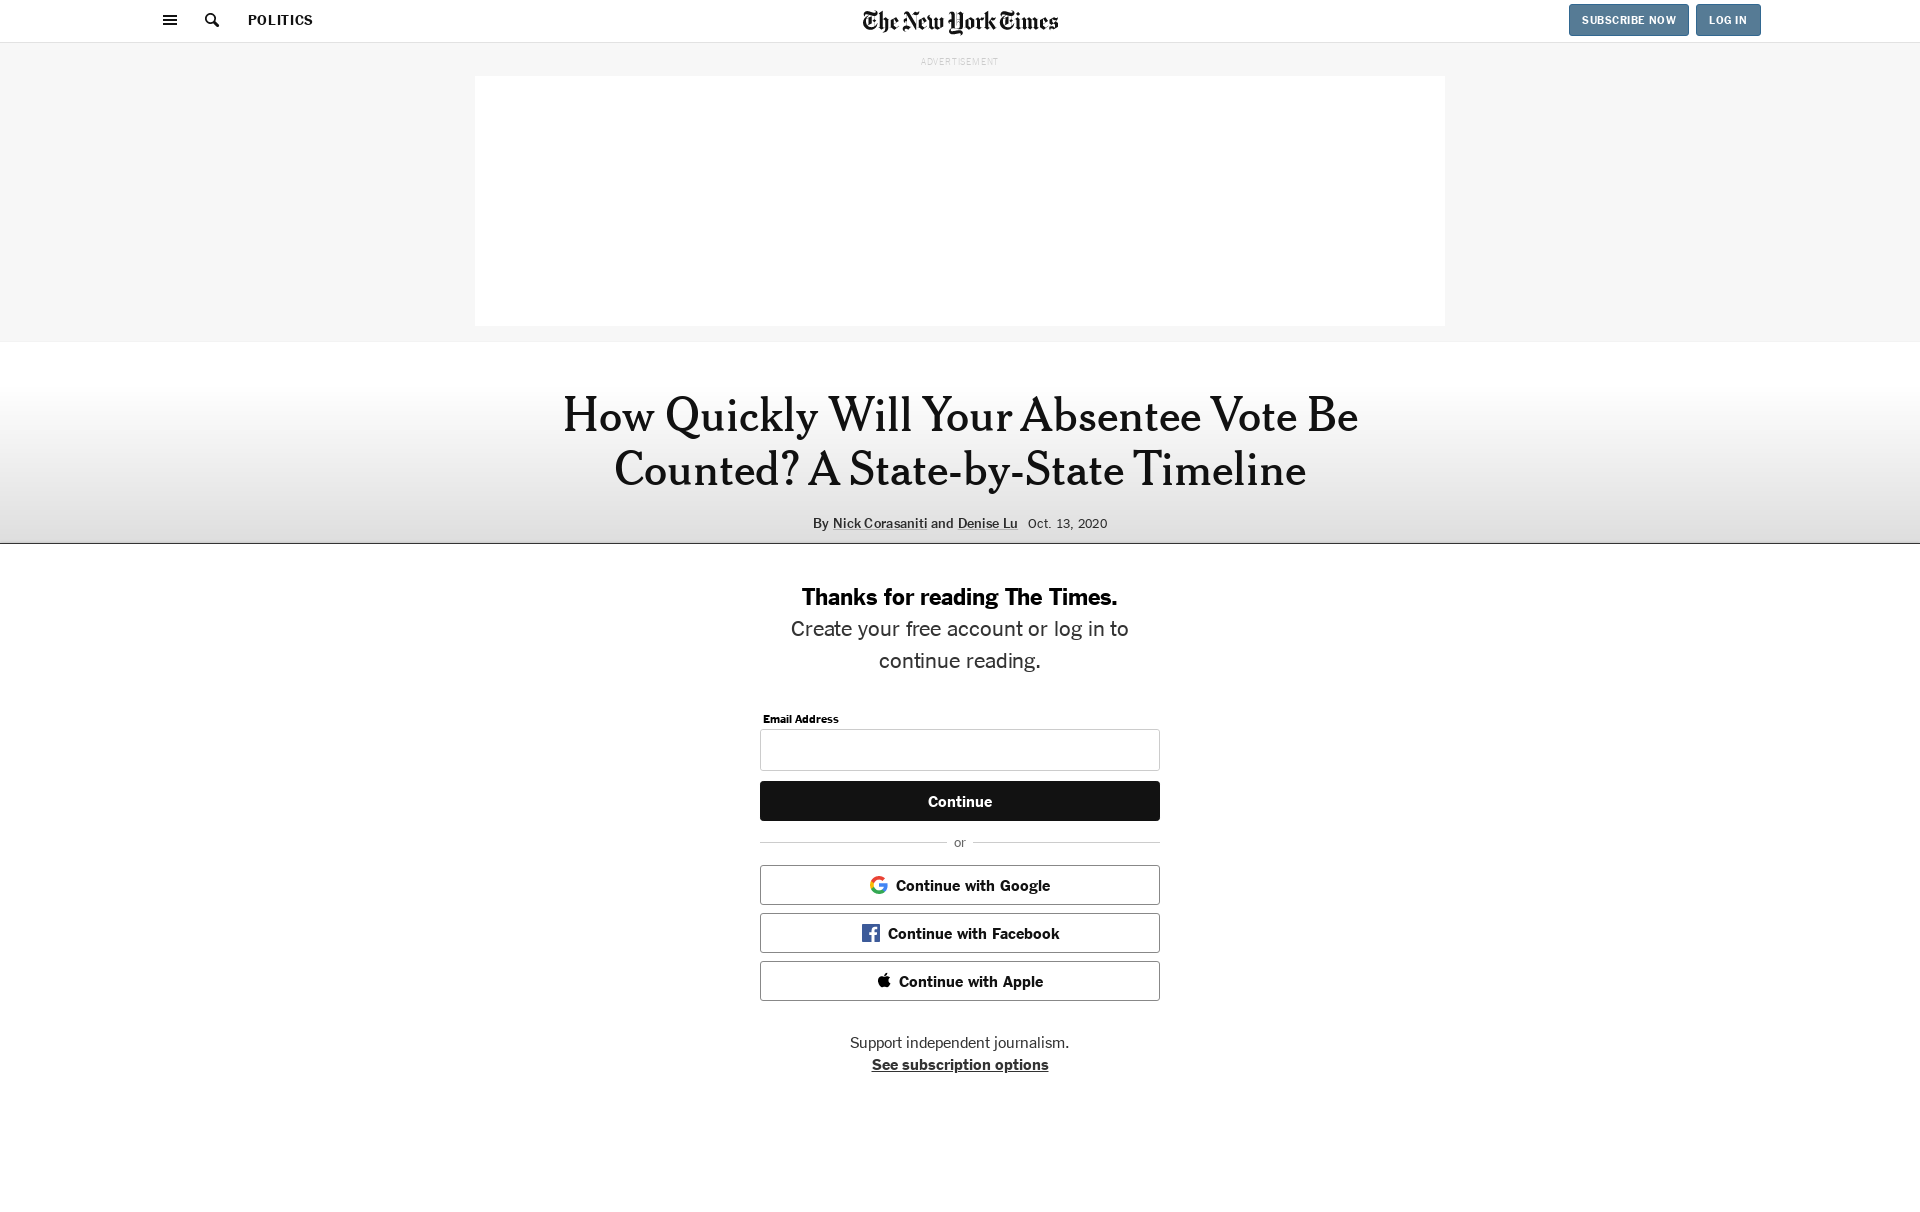 POLITICS
The New York Times
SUBSCRIBE NOW
LOG IN
ADVERTISEMENT
How Quickly Will Your Absentee Vote Be
Counted? A State-by-State Timeline
By Nick Corasaniti and Denise Lu Oct. 13, 2020
Thanks for reading The Times.
Create your free account or log in to
continue reading.
Email Address
Continue
or
Continue with Google
Continue with Facebook
Continue with Apple
Support independent journalism.
See subscription options